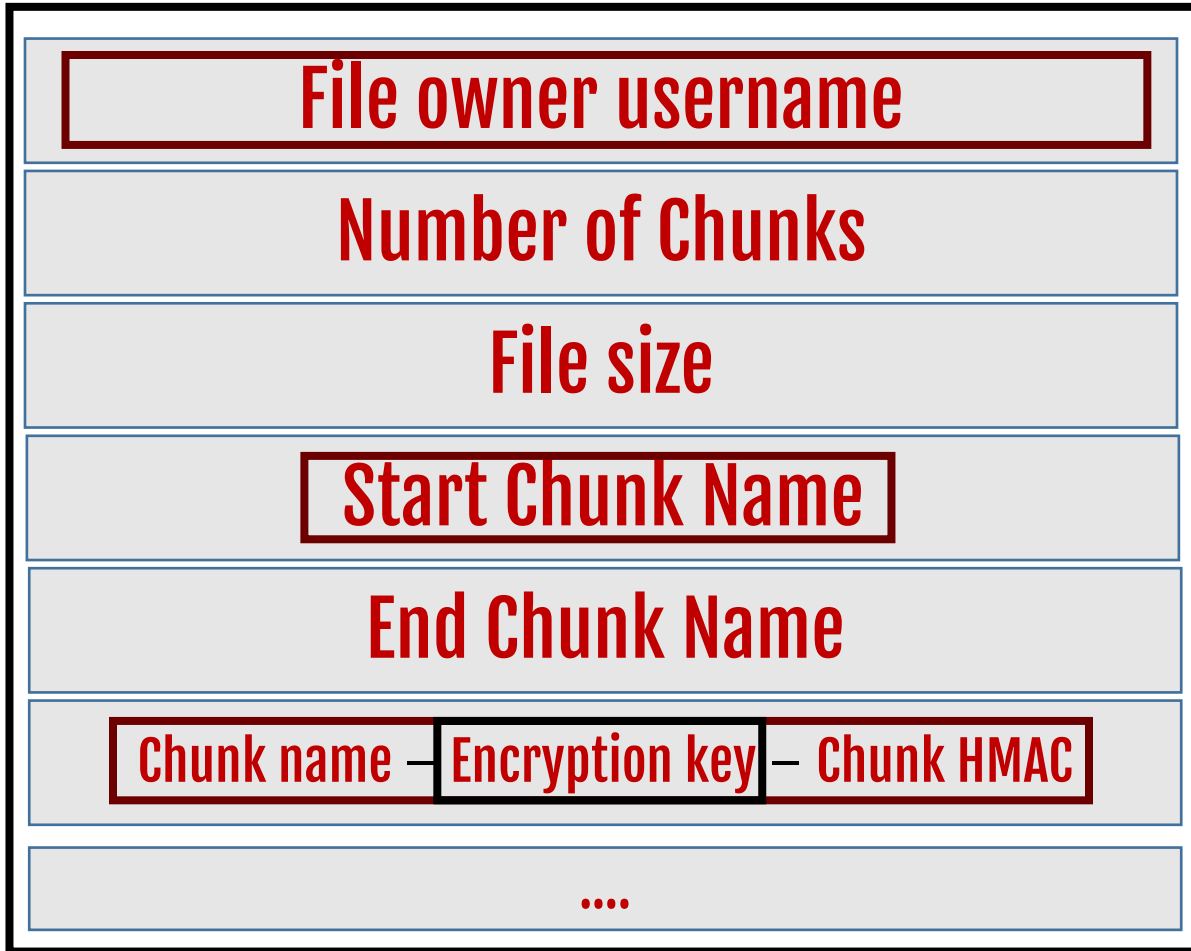 File owner username
Number of Chunks
File size
Start Chunk Name
End Chunk Name
Chunk name – Encryption key – Chunk HMAC
....